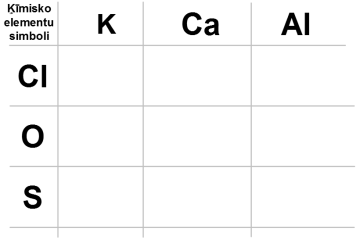 Ķīmisko
elementu
simboli
K Ca Al
Cl
O
S